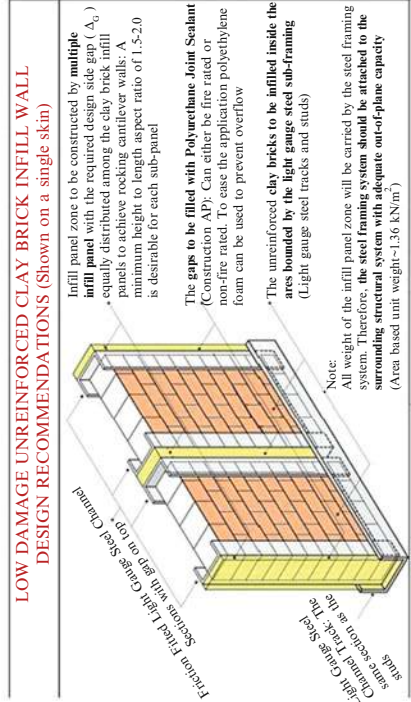 LOW DAMAGE UNREINFORCED CLAY BRICK INFILL WALL
DESIGN RECOMMENDATIONS (Shown on a single skin)
Friction Fitted Light Gauge Steel Channel
Sections with gap on top
Light Gauge Steel
Channel Track: The
same section as the
studs
Infill panel zone to be constructed by multiple
infill panel with the required design side gap ( ΔG )
equally distributed among the clay brick infill
panels to achieve rocking cantilever walls: A
minimum height to length aspect ratio of 1.5-2.0
is desirable for each sub-panel
The gaps to be filled with Polyurethane Joint Sealant
(Construction AP): Can either be fire rated or
non-fire rated. To ease the application polyethylene
foam can be used to prevent overflow
The unreinforced clay bricks to be infilled inside the
ares bounded by the light gauge steel sub-framing
(Light gauge steel tracks and studs)
Note:
All weight of the infill panel zone will be carried by the steel framing
system. Therefore, the steel framing system should be attached to the
surrounding structural system with adequate out-of-plane capacity
(Area based unit weight~1.36 kN/m²)